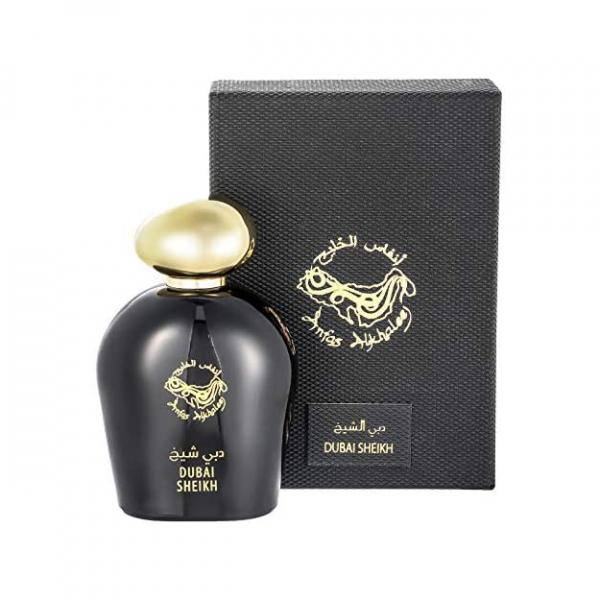 أنفاس الخليج
Anfas Alkhaleej
دبي شيخ
DUBAI
SHEIKH
أنفاس الخليج
Anfas Alkhaleej
دبي الشيخ
DUBAI SHEIKH